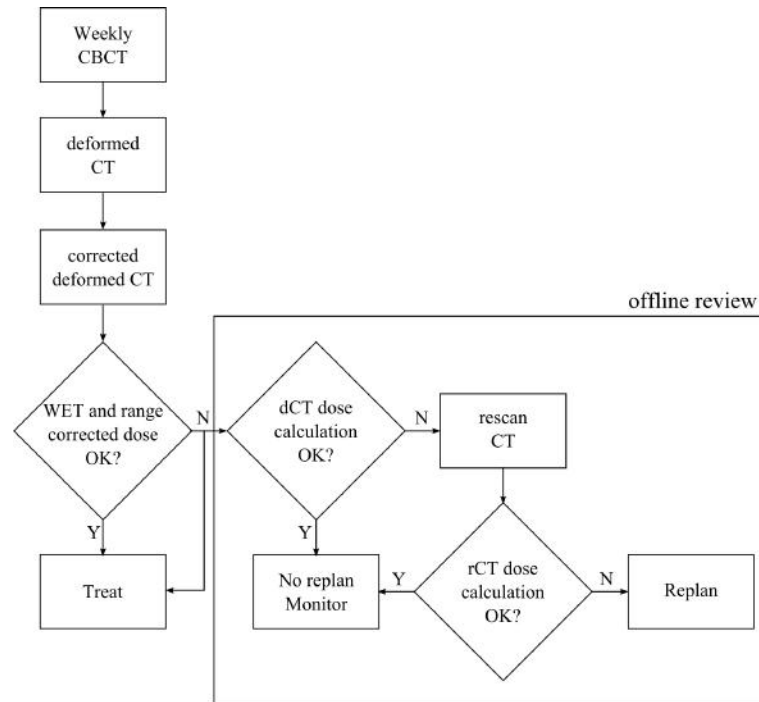 Weekly
CBCT
deformed
CT
corrected
deformed CT
offline review
WET and range
corrected dose
OK?
N
Y
Treat
dCT dose
calculation
OK?
N
Y
rescan
CT
No replan
Monitor
Y
rCT dose
calculation
OK?
N
Replan